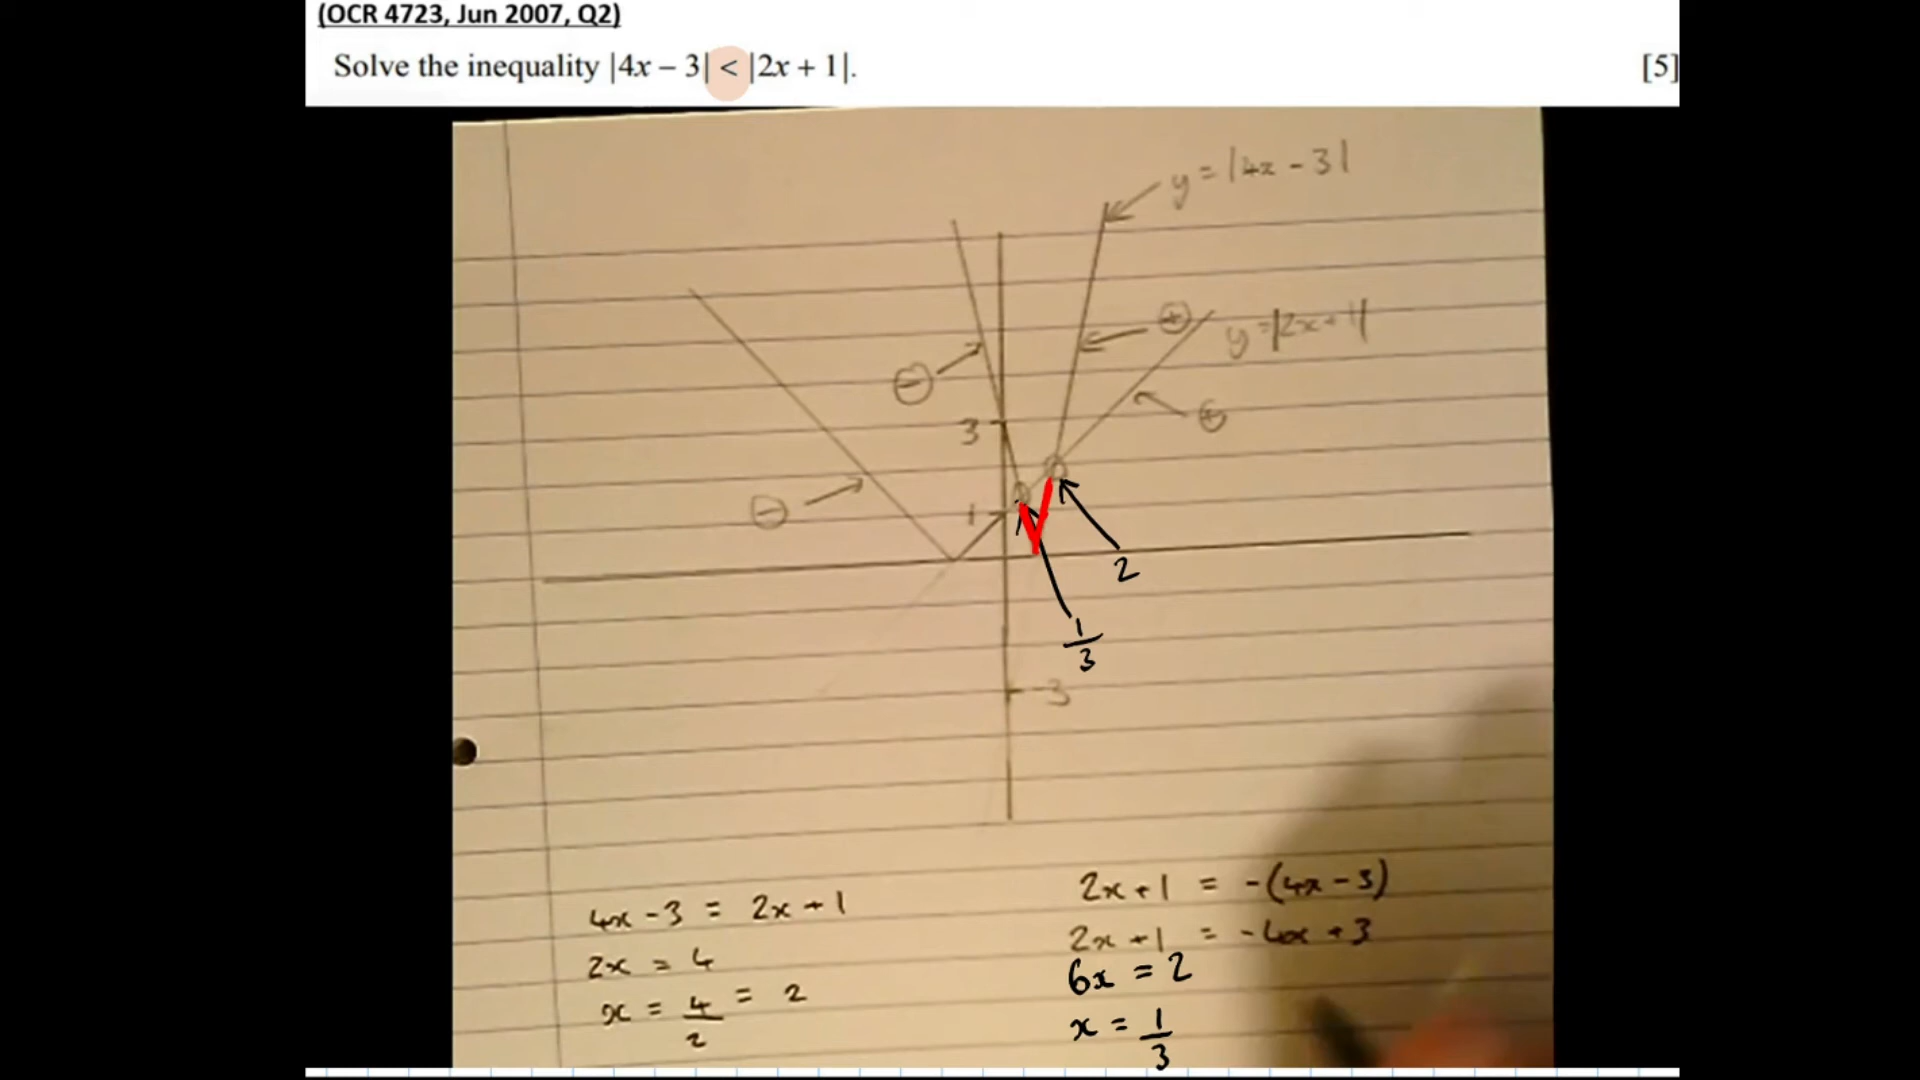 (OCR 4723, Jun 2007, Q2)
Solve the inequality |4x – 3| < |2x + 1|. [5]
y = |4x - 3|
+
y = |2x + 1|
−
3
+
−
1
2
1/3
-3
4x - 3 = 2x + 1
2x = 4
x = 4/2 = 2
2x + 1 = -(4x - 3)
2x + 1 = -4x + 3
6x = 2
x = 1/3